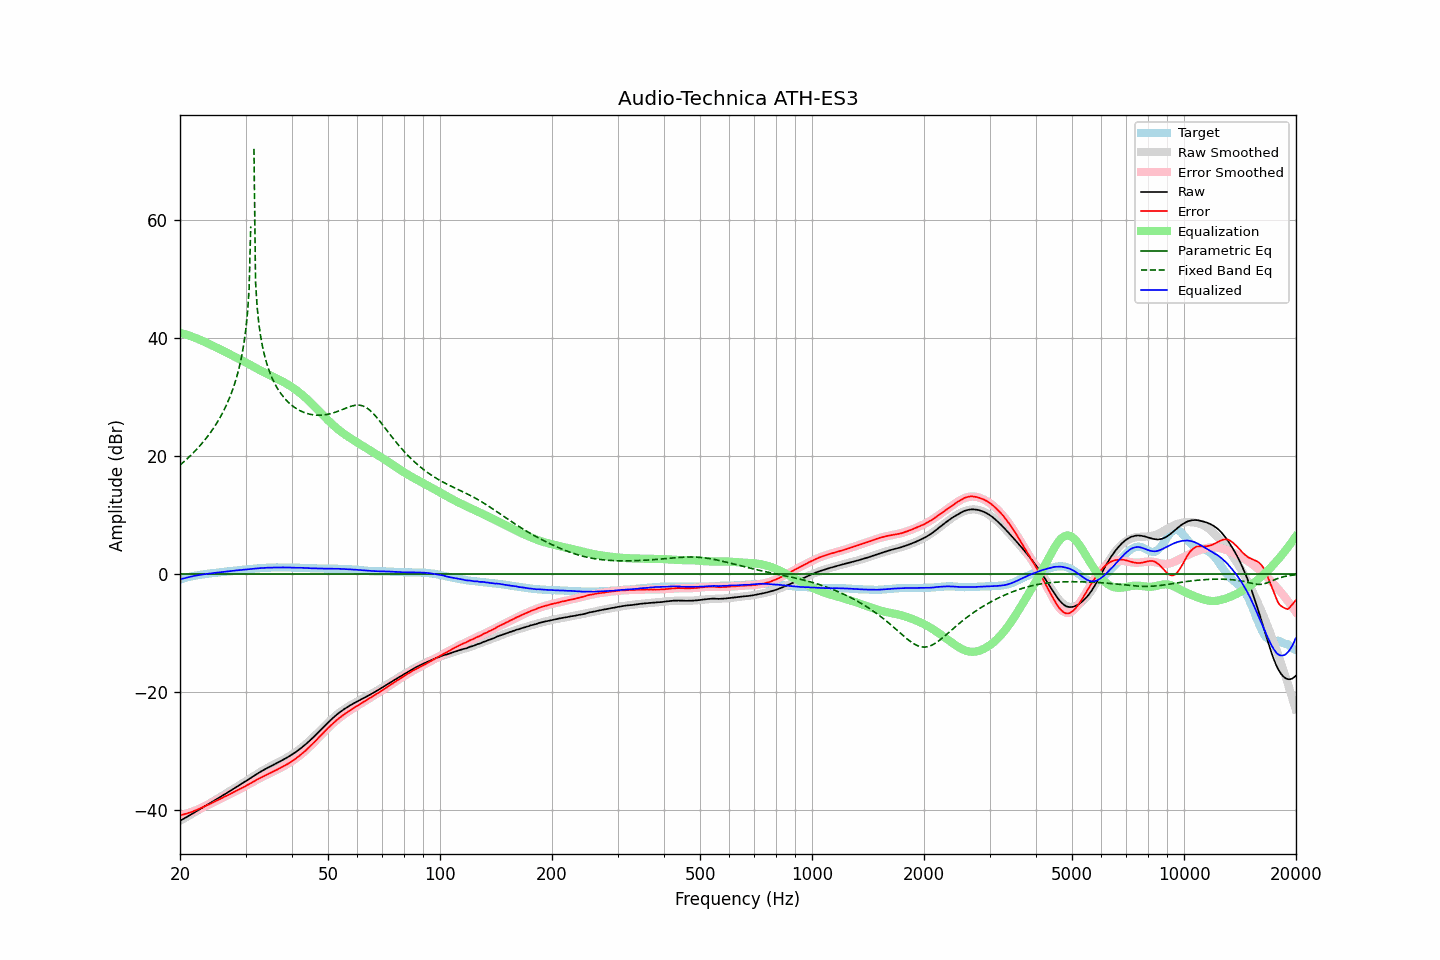 Audio-Technica ATH-ES3
Target
Raw Smoothed
Error Smoothed
Raw
Error
Equalization
Parametric Eq
Fixed Band Eq
Equalized
Amplitude (dBr)
60
40
20
0
−20
−40
20 50 100 200 500 1000 2000 5000 10000 20000
Frequency (Hz)